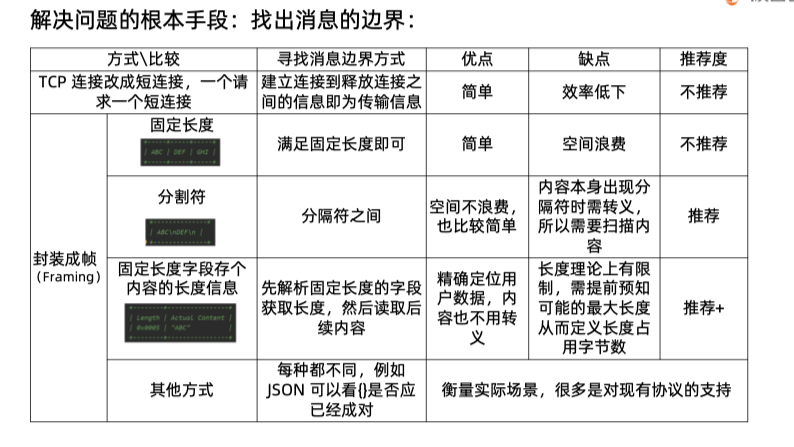 解决问题的根本手段：找出消息的边界：
方式\比较
寻找消息边界方式
优点
缺点
推荐度
TCP 连接改成短连接，一个请
求一个短连接
建立连接到释放连接之
间的信息即为传输信息
简单
效率低下
不推荐
封装成帧
（Framing）
固定长度
| ABC | DEF | GHI |
满足固定长度即可
简单
空间浪费
不推荐
分割符
| ABC\nDEF\n |
分隔符之间
空间不浪费，
也比较简单
内容本身出现分
隔符时需转义，
所以需要扫描内
容
推荐
固定长度字段存个
内容的长度信息
| Length | Actual Content |
| 0x0003 | "ABC" |
先解析固定长度的字段
获取长度，然后读取后
续内容
精确定位用
户数据，内
容也不用转
义
长度理论上有限
制，需提前预知
可能的最大长度
从而定义长度占
用字节数
推荐+
其他方式
每种都不同，例如
JSON 可以看{}是否应
已经成对
衡量实际场景，很多是对现有协议的支持